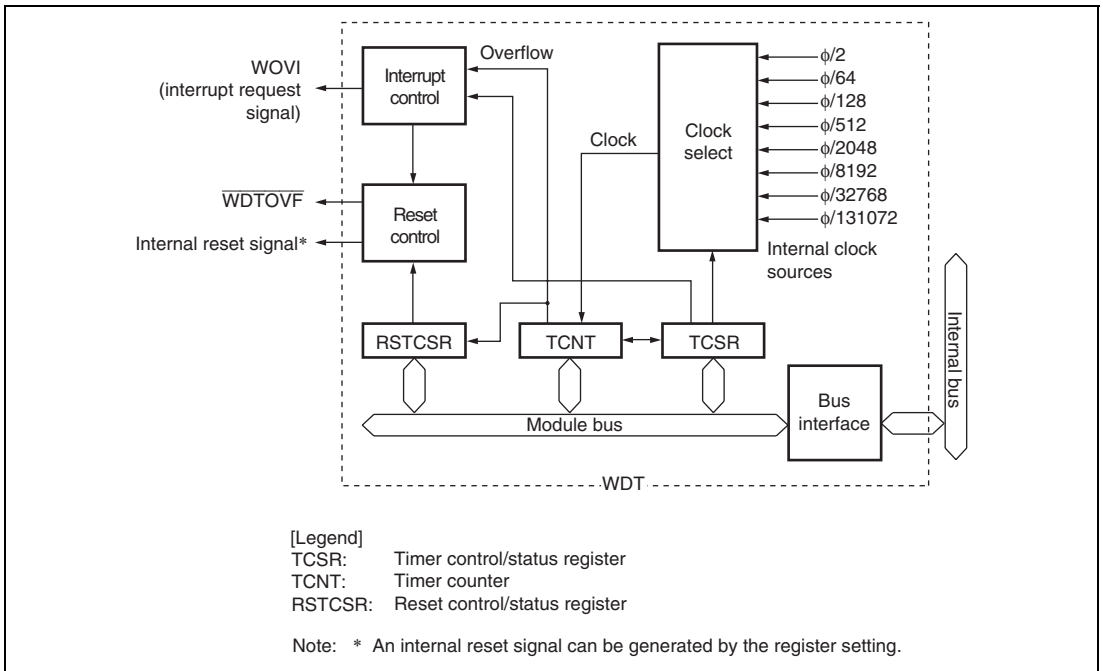 WOVI
(interrupt request
signal)
Interrupt
control
Overflow
WDTOVF
Internal reset signal*
Reset
control
Clock
Clock
select
ϕ/2
ϕ/64
ϕ/128
ϕ/512
ϕ/2048
ϕ/8192
ϕ/32768
ϕ/131072
Internal clock
sources
RSTCSR
TCNT
TCSR
Module bus
Bus
interface
Internal bus
WDT
[Legend]
TCSR: Timer control/status register
TCNT: Timer counter
RSTCSR: Reset control/status register
Note: * An internal reset signal can be generated by the register setting.